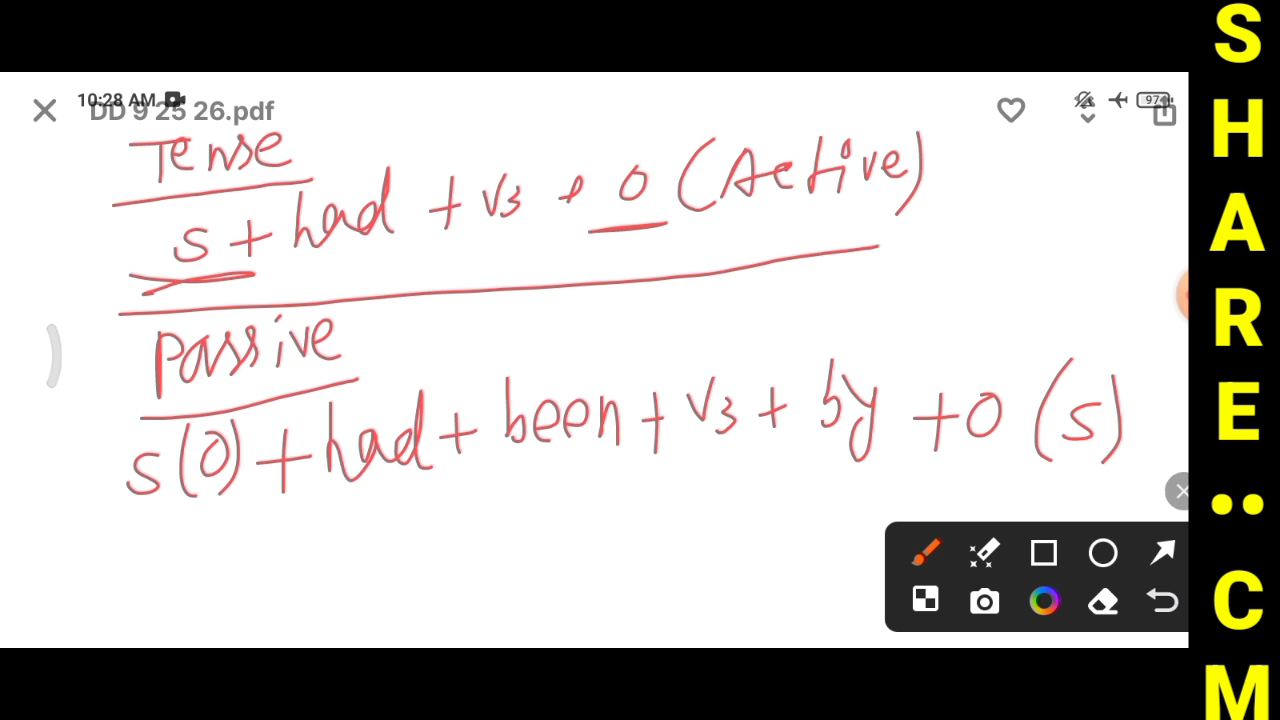 10:28 AM
DD 9 25 26.pdf
97
Tense
S + had + V3 + O (Active)
Passive
S(O) + had + been + V3 + by + O (S)
SHARE •• CM